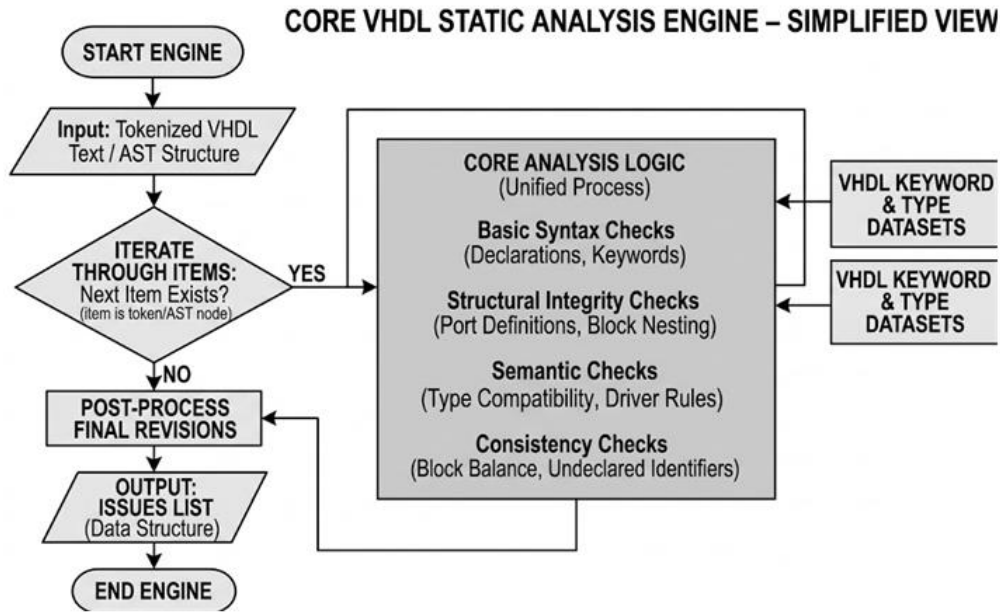 CORE VHDL STATIC ANALYSIS ENGINE – SIMPLIFIED VIEW
START ENGINE
Input: Tokenized VHDL
Text / AST Structure
ITERATE
THROUGH ITEMS:
Next Item Exists?
(item is token/AST node)
YES
NO
POST-PROCESS
FINAL REVISIONS
OUTPUT:
ISSUES LIST
(Data Structure)
END ENGINE
CORE ANALYSIS LOGIC
(Unified Process)
Basic Syntax Checks
(Declarations, Keywords)
Structural Integrity Checks
(Port Definitions, Block Nesting)
Semantic Checks
(Type Compatibility, Driver Rules)
Consistency Checks
(Block Balance, Undeclared Identifiers)
VHDL KEYWORD
& TYPE
DATASETS
VHDL KEYWORD
& TYPE
DATASETS